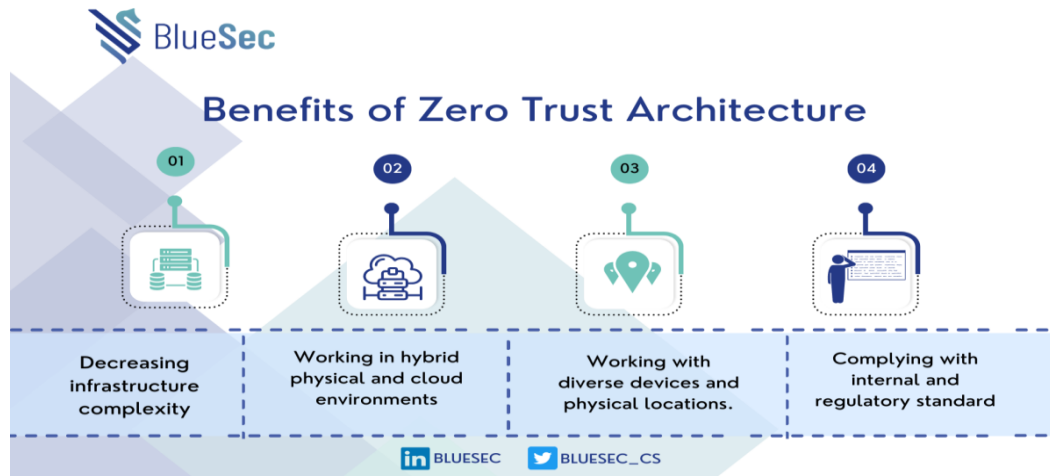 BlueSec
Benefits of Zero Trust Architecture
01
02
03
04
Decreasing
infrastructure
complexity
Working in hybrid
physical and cloud
environments
Working with
diverse devices and
physical locations.
Complying with
internal and
regulatory standard
in BLUESEC
BLUESEC_CS